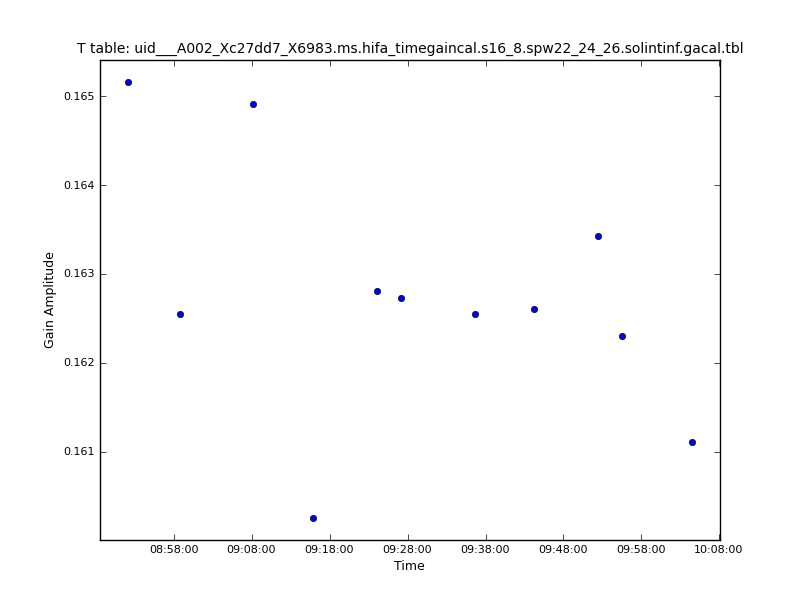 T table: uid___A002_Xc27dd7_X6983.ms.hifa_timegaincal.s16_8.spw22_24_26.solintinf.gacal.tbl
0.165
0.164
0.163
0.162
0.161
Gain Amplitude
08:58:00 09:08:00 09:18:00 09:28:00 09:38:00 09:48:00 09:58:00 10:08:00
Time